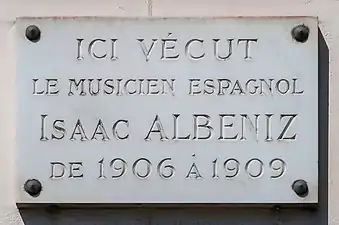 ICI VÉCUT
LE MUSICIEN ESPAGNOL
ISAAC ALBENIZ
DE 1906 À 1909